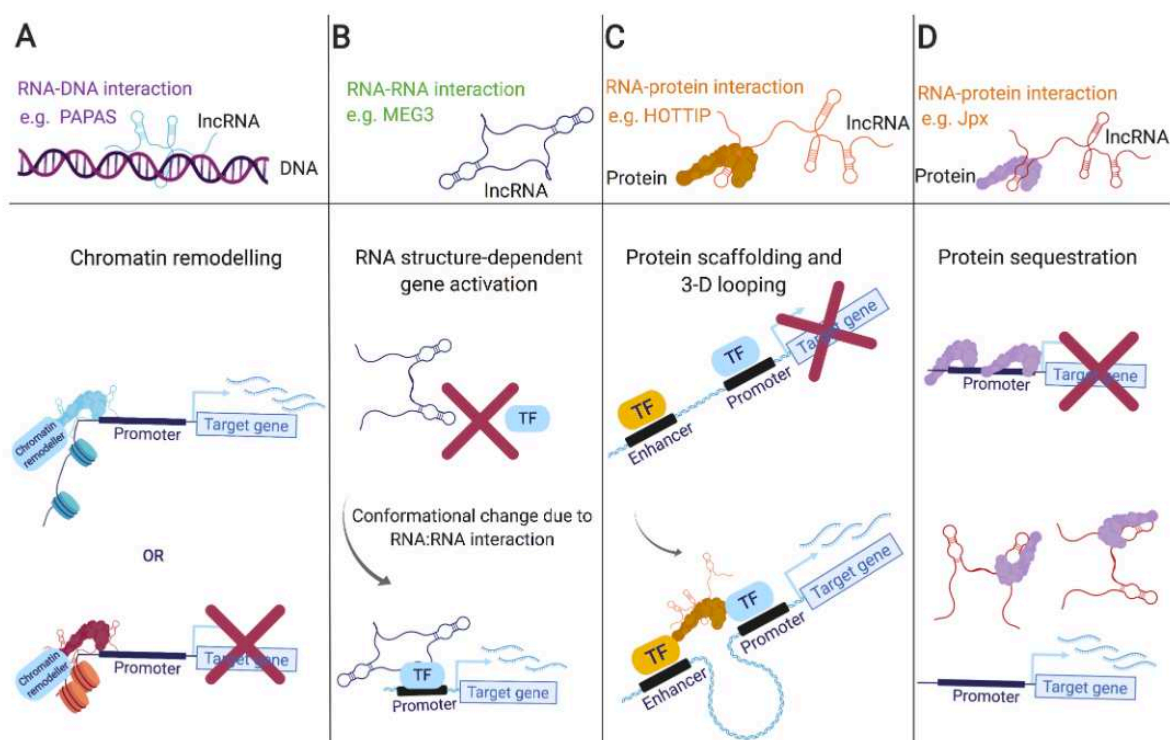 A
RNA-DNA interaction
e.g. PAPAS
lncRNA
DNA
Chromatin remodelling
Chromatin
remodeller
Promoter
Target gene
OR
Chromatin
remodeller
Promoter
Target gene
B
RNA-RNA interaction
e.g. MEG3
lncRNA
RNA structure-dependent
gene activation
TF
Conformational change due to
RNA:RNA interaction
TF
Promoter
Target gene
C
RNA-protein interaction
e.g. HOTTIP
lncRNA
Protein
Protein scaffolding and
3-D looping
TF
Enhancer
TF
Promoter
Target gene
TF
Enhancer
TF
Promoter
Target gene
D
RNA-protein interaction
e.g. Jpx
lncRNA
Protein
Protein sequestration
Promoter
Target gene
Promoter
Target gene